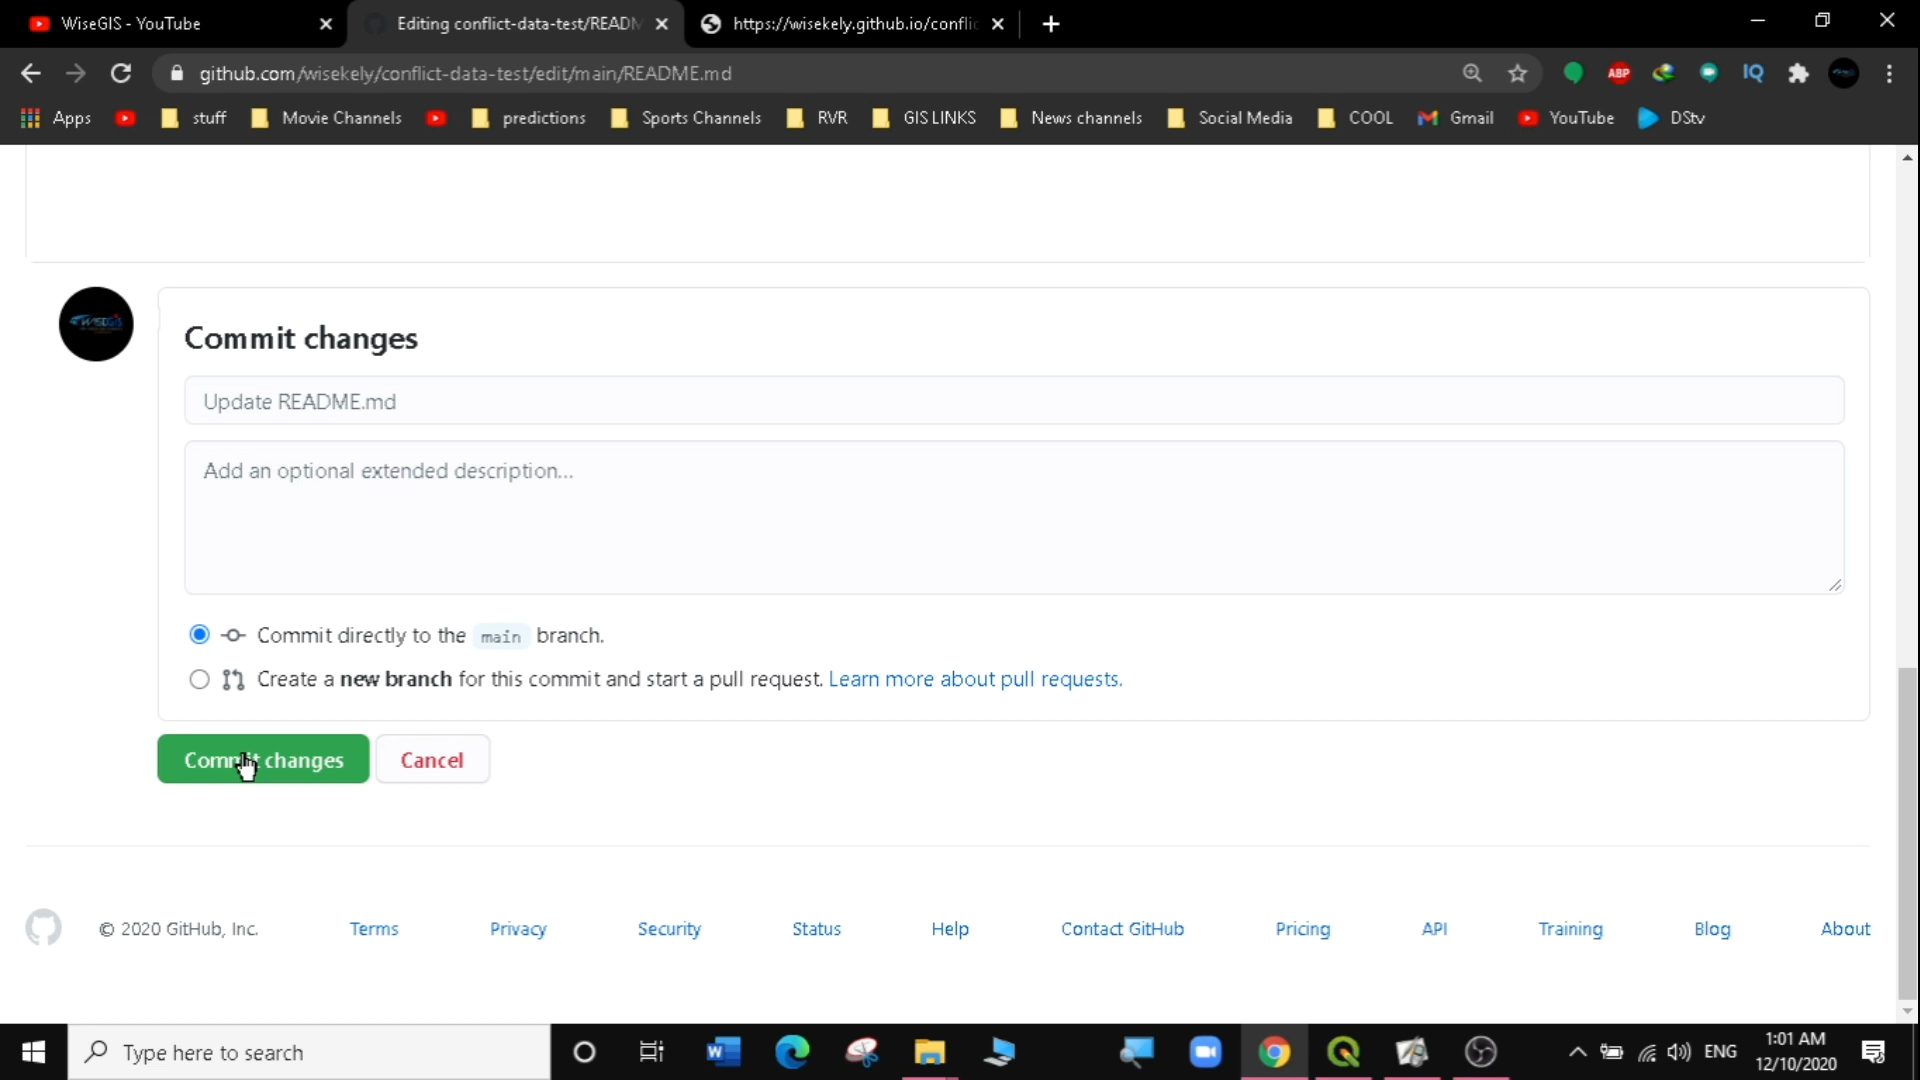 WiseGIS - YouTube
Editing conflict-data-test/READM
https://wisekely.github.io/conflic
github.com/wisekely/conflict-data-test/edit/main/README.md
ABP
IQ
Apps
stuff
Movie Channels
predictions
Sports Channels
RVR
GIS LINKS
News channels
Social Media
COOL
Gmail
YouTube
DStv
WISEGIS
Commit changes
Update README.md
Add an optional extended description...
Commit directly to the main branch.
Create a new branch for this commit and start a pull request. Learn more about pull requests.
Commit changes
Cancel
© 2020 GitHub, Inc.
Terms
Privacy
Security
Status
Help
Contact GitHub
Pricing
API
Training
Blog
About
Type here to search
ENG
1:01 AM
12/10/2020